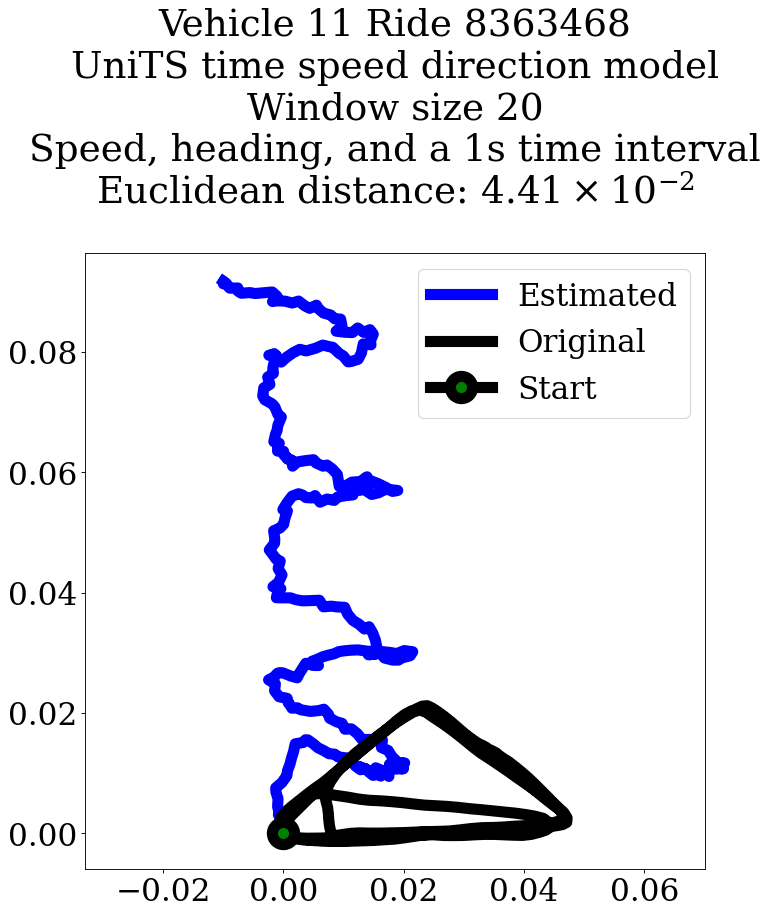 Vehicle 11 Ride 8363468
UniTS time speed direction model
Window size 20
Speed, heading, and a 1s time interval
Euclidean distance: 4.41 × 10⁻²
Estimated
Original
Start
0.08
0.06
0.04
0.02
0.00
−0.02 0.00 0.02 0.04 0.06